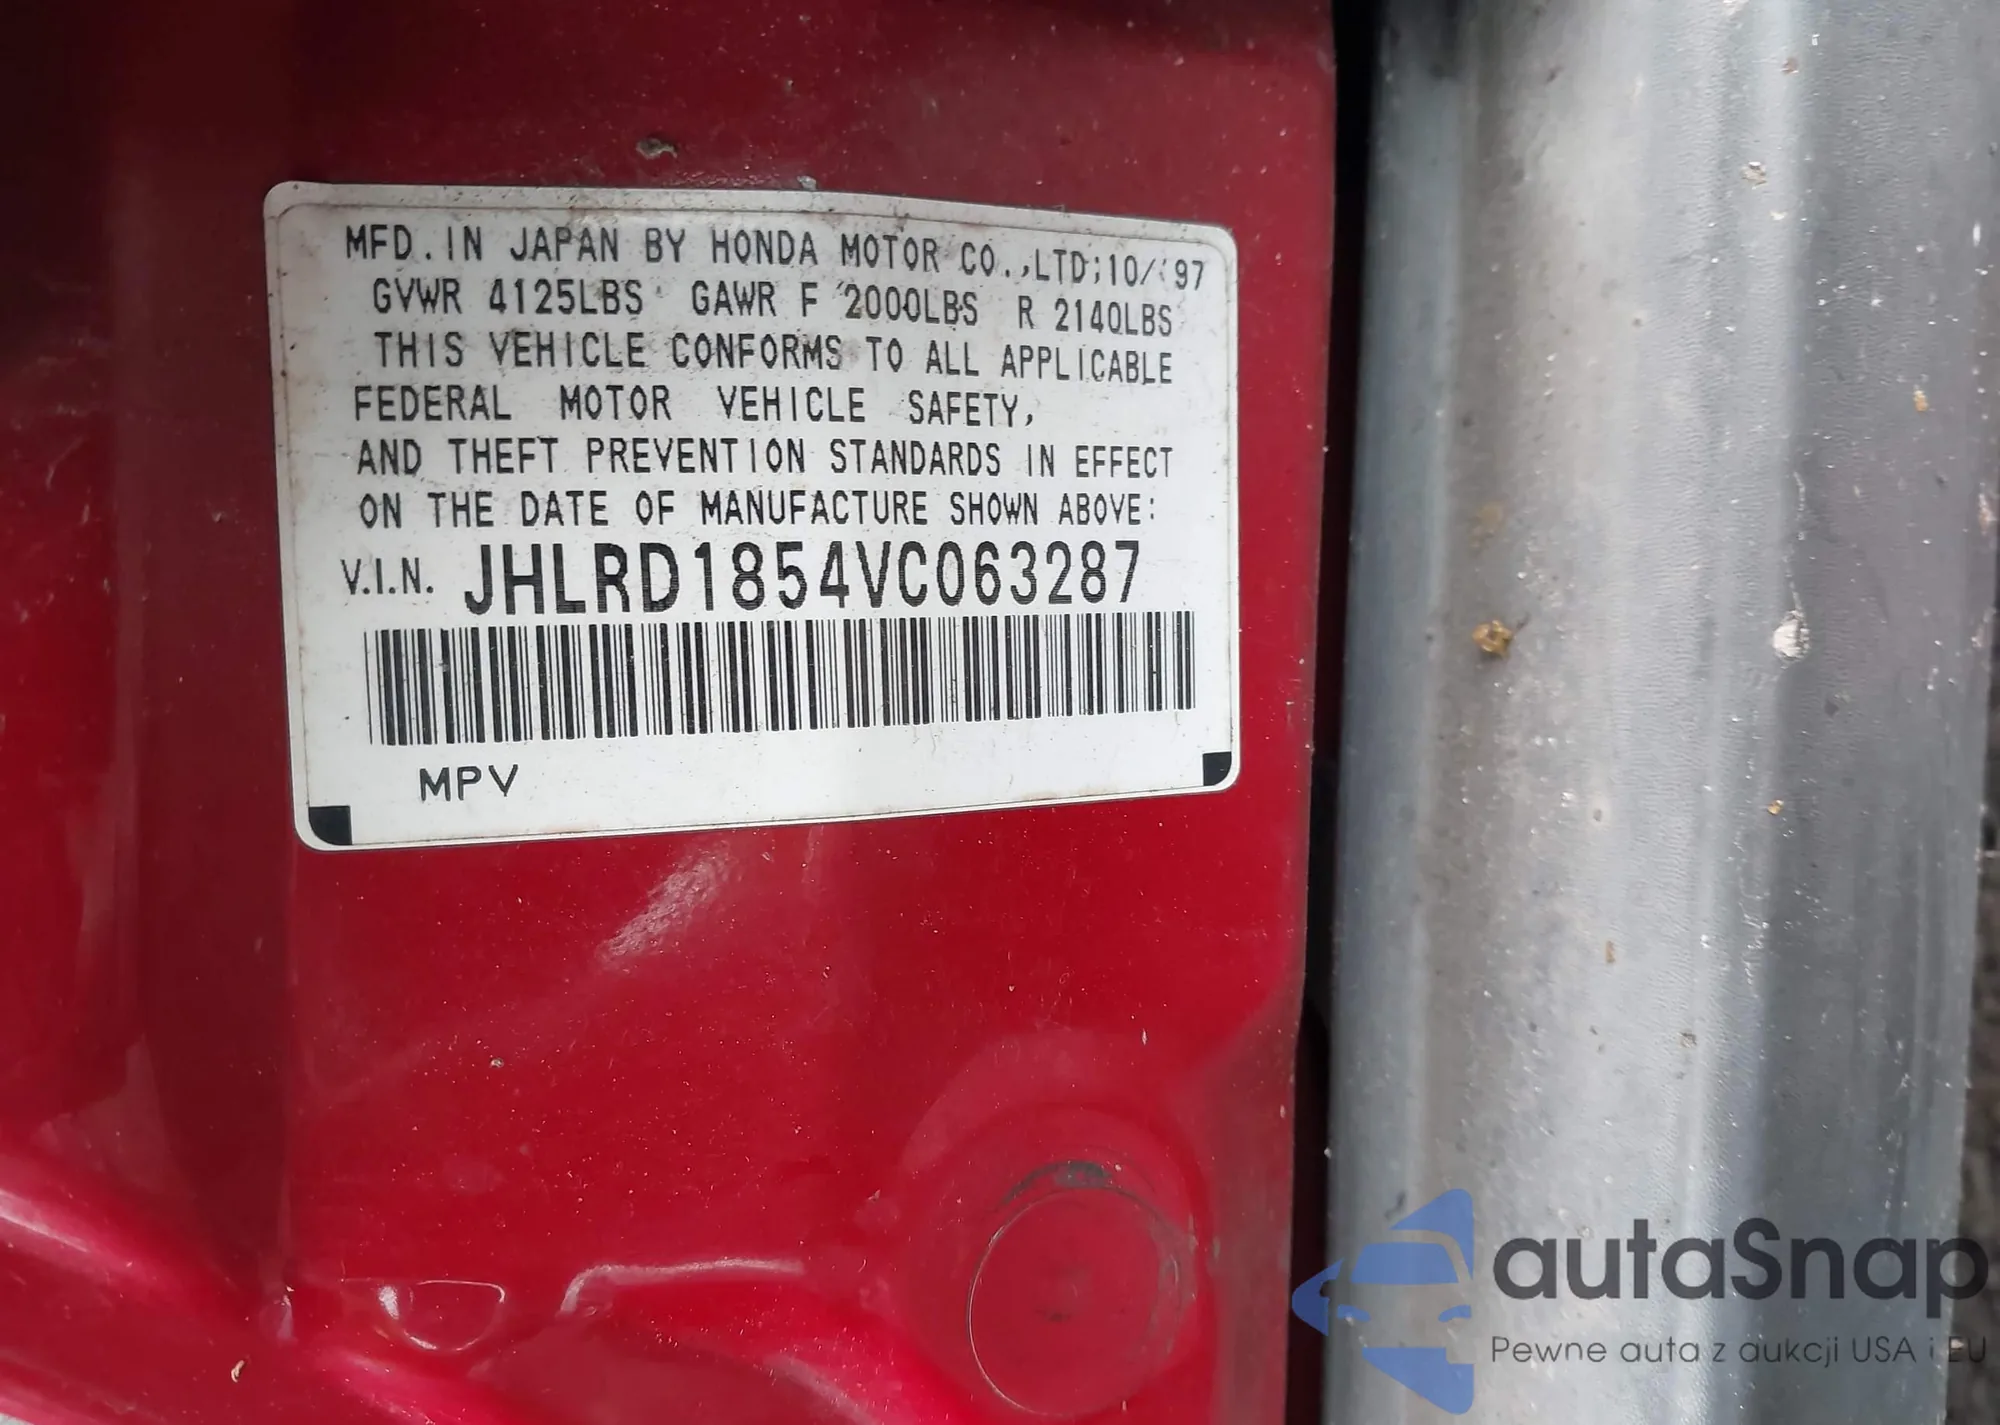 MFD. IN JAPAN BY HONDA MOTOR CO.,LTD;10/'97
GVWR 4125LBS GAWR F 2000LBS R 2140LBS
THIS VEHICLE CONFORMS TO ALL APPLICABLE
FEDERAL MOTOR VEHICLE SAFETY,
AND THEFT PREVENTION STANDARDS IN EFFECT
ON THE DATE OF MANUFACTURE SHOWN ABOVE:
V.I.N. JHLRD1854VC063287
MPV
autaSnap
Pewne auta z aukcji USA i EU